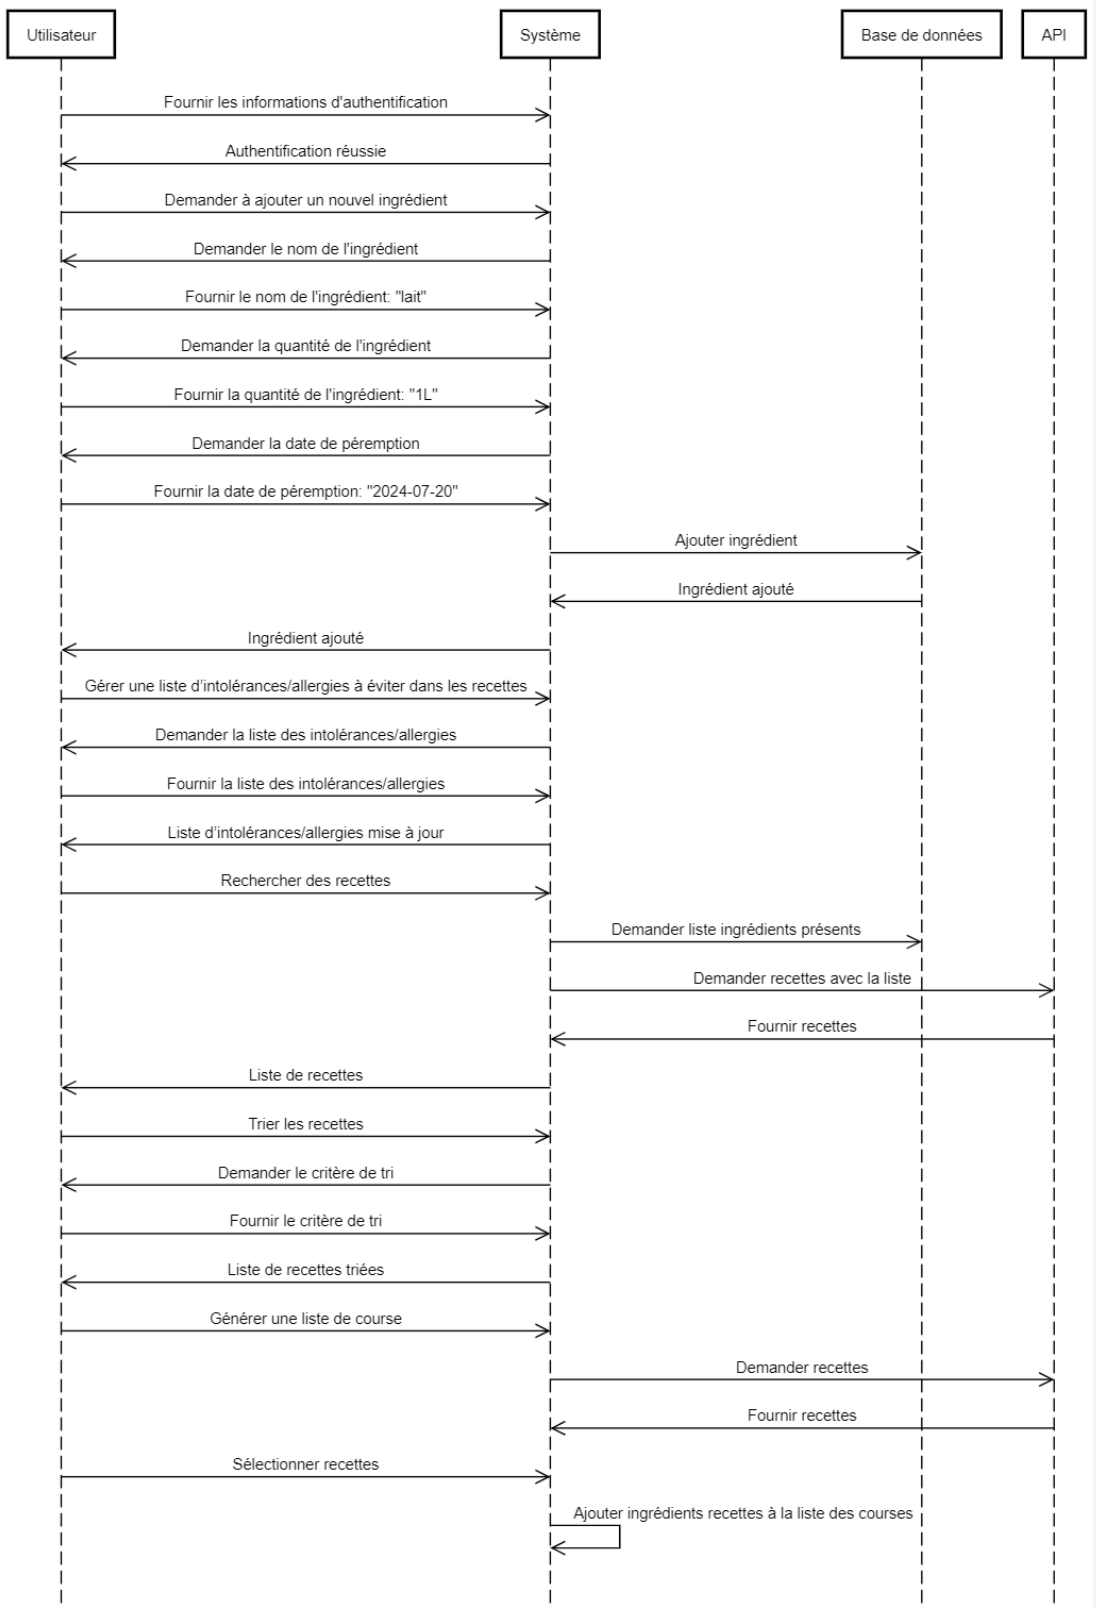 Utilisateur
Système
Base de données
API
Fournir les informations d'authentification
Authentification réussie
Demander à ajouter un nouvel ingrédient
Demander le nom de l'ingrédient
Fournir le nom de l'ingrédient: "lait"
Demander la quantité de l'ingrédient
Fournir la quantité de l'ingrédient: "1L"
Demander la date de péremption
Fournir la date de péremption: "2024-07-20"
Ajouter ingrédient
Ingrédient ajouté
Ingrédient ajouté
Gérer une liste d'intolérances/allergies à éviter dans les recettes
Demander la liste des intolérances/allergies
Fournir la liste des intolérances/allergies
Liste d'intolérances/allergies mise à jour
Rechercher des recettes
Demander liste ingrédients présents
Demander recettes avec la liste
Fournir recettes
Liste de recettes
Trier les recettes
Demander le critère de tri
Fournir le critère de tri
Liste de recettes triées
Générer une liste de course
Demander recettes
Fournir recettes
Sélectionner recettes
Ajouter ingrédients recettes à la liste des courses